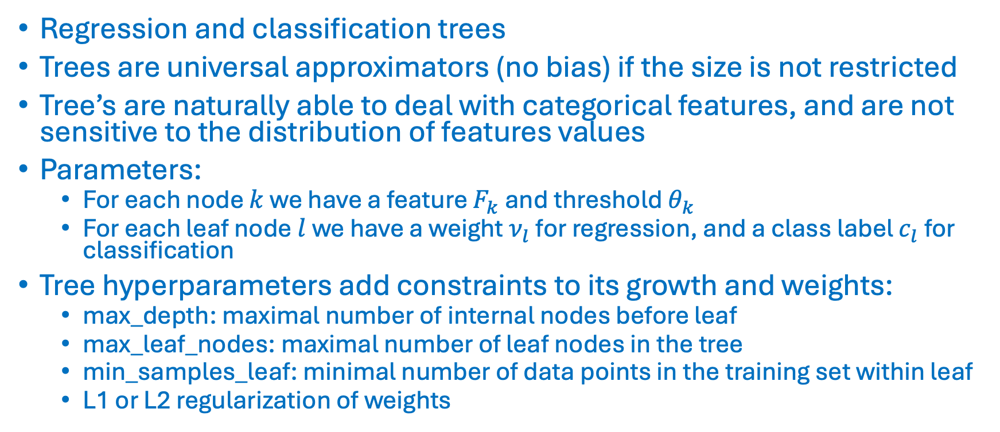 • Regression and classification trees
• Trees are universal approximators (no bias) if the size is not restricted
• Tree’s are naturally able to deal with categorical features, and are not
sensitive to the distribution of features values
• Parameters:
• For each node k we have a feature F_k and threshold θ_k
• For each leaf node l we have a weight ν_l for regression, and a class label c_l for
classification
• Tree hyperparameters add constraints to its growth and weights:
• max_depth: maximal number of internal nodes before leaf
• max_leaf_nodes: maximal number of leaf nodes in the tree
• min_samples_leaf: minimal number of data points in the training set within leaf
• L1 or L2 regularization of weights